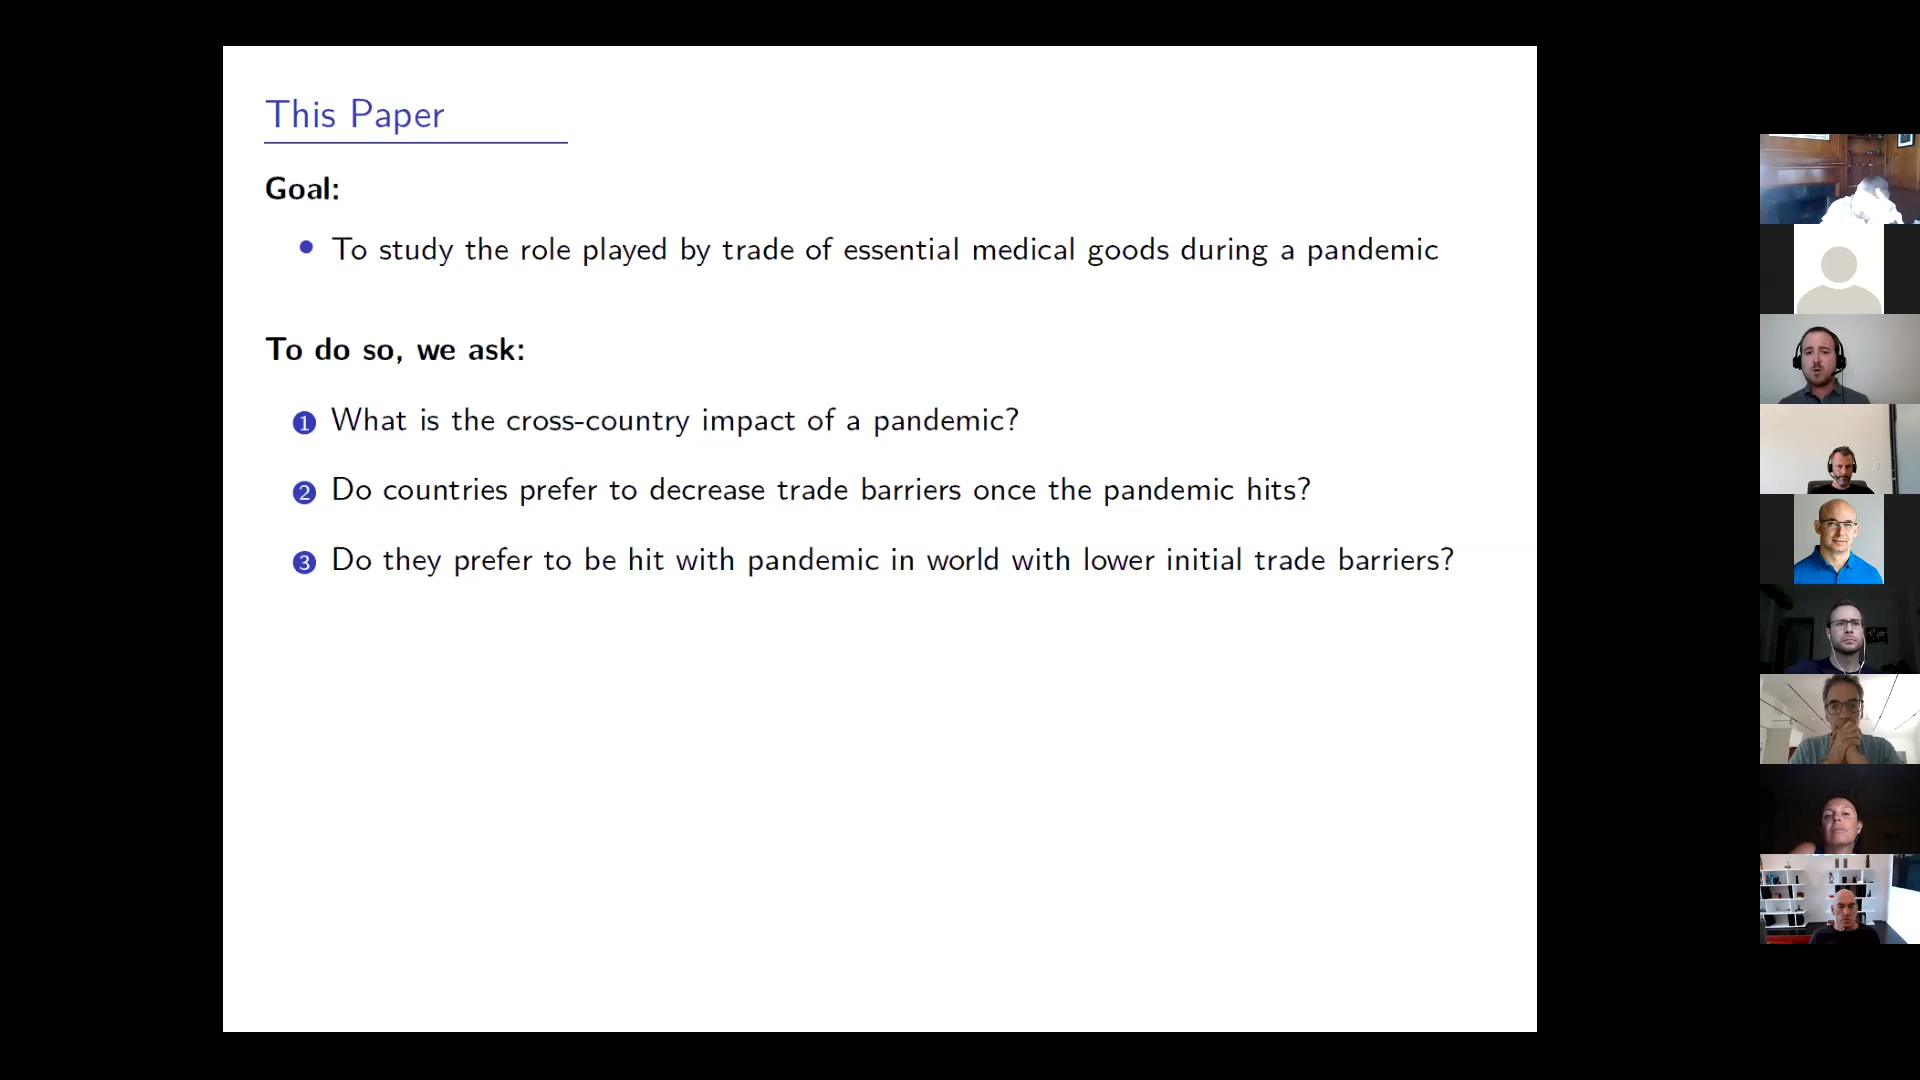 This Paper
Goal:
• To study the role played by trade of essential medical goods during a pandemic
To do so, we ask:
1 What is the cross-country impact of a pandemic?
2 Do countries prefer to decrease trade barriers once the pandemic hits?
3 Do they prefer to be hit with pandemic in world with lower initial trade barriers?